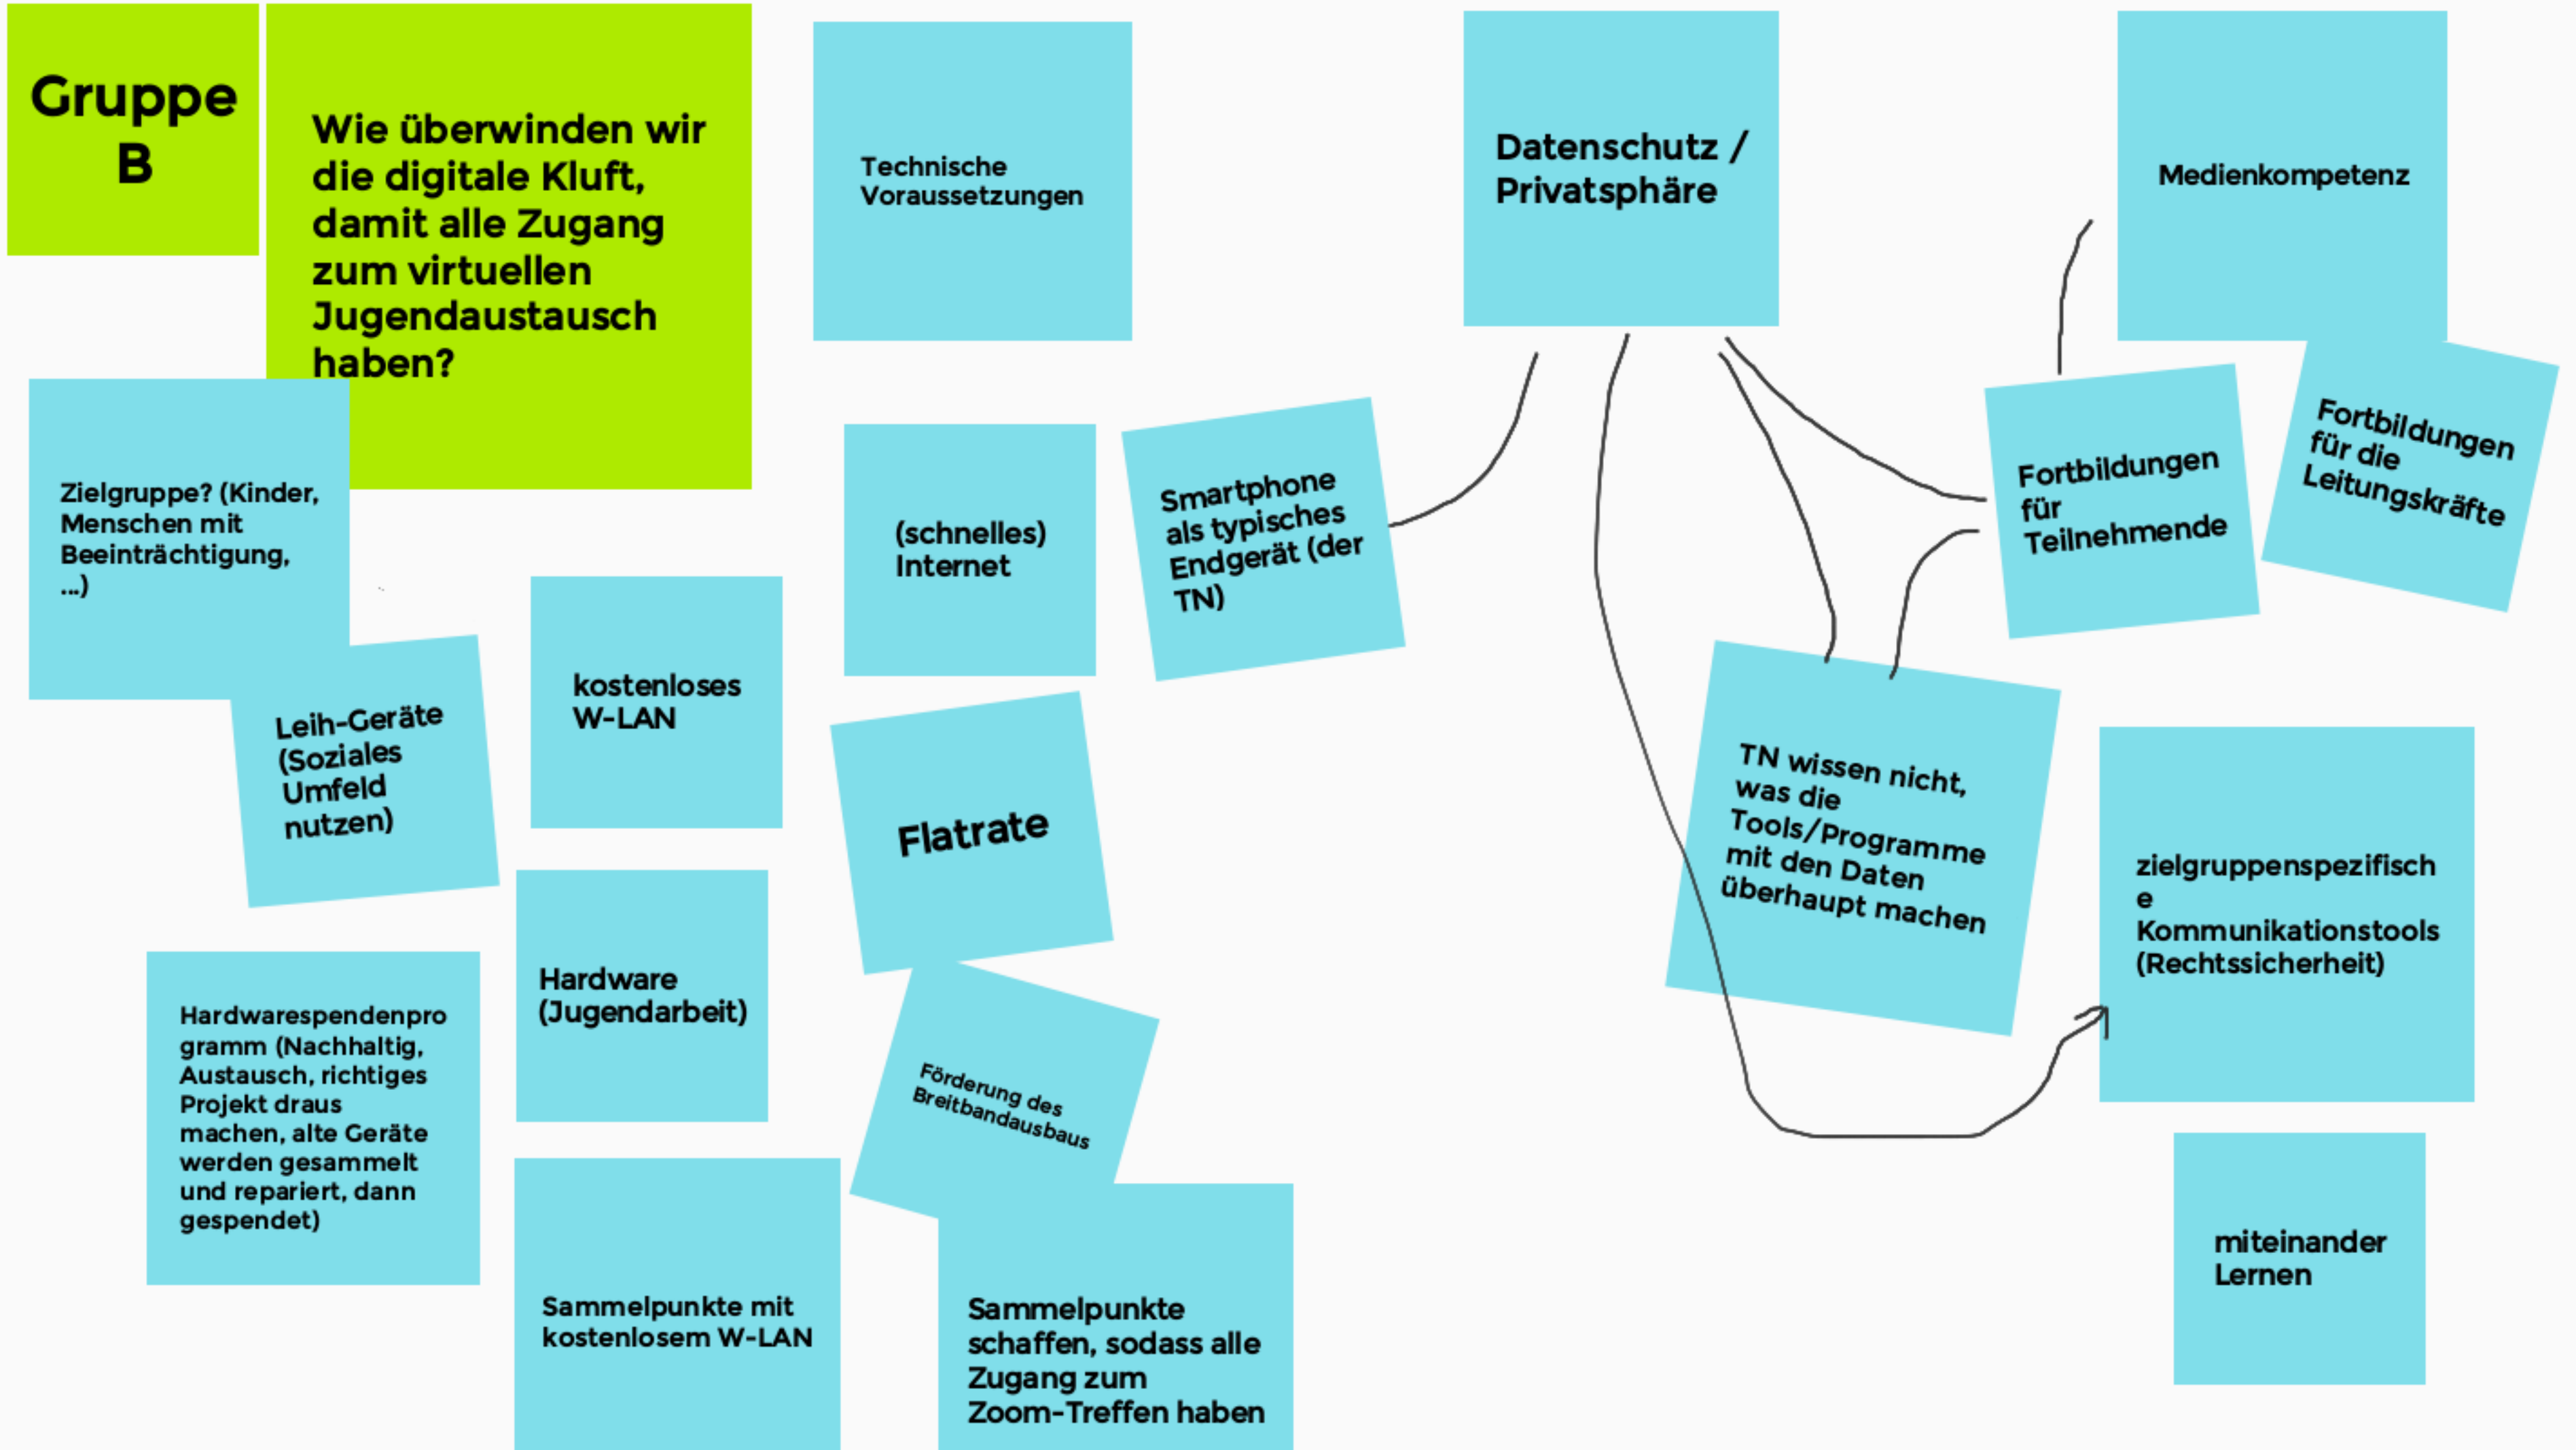 Gruppe
B
Wie überwinden wir
die digitale Kluft,
damit alle Zugang
zum virtuellen
Jugendaustausch
haben?
Technische
Voraussetzungen
Datenschutz /
Privatsphäre
Medienkompetenz
Zielgruppe? (Kinder,
Menschen mit
Beeinträchtigung,
...)
(schnelles)
Internet
Smartphone
als typisches
Endgerät (der
TN)
Fortbildungen
für
Teilnehmende
Fortbildungen
für die
Leitungskräfte
Leih-Geräte
(Soziales
Umfeld
nutzen)
kostenloses
W-LAN
Flatrate
TN wissen nicht,
was die
Tools/Programme
mit den Daten
überhaupt machen
zielgruppenspezifisch
e
Kommunikationstools
(Rechtssicherheit)
Hardwarespendenpro
gramm (Nachhaltig,
Austausch, richtiges
Projekt draus
machen, alte Geräte
werden gesammelt
und repariert, dann
gespendet)
Hardware
(Jugendarbeit)
Förderung des
Breitbandausbaus
Sammelpunkte mit
kostenlosem W-LAN
Sammelpunkte
schaffen, sodass alle
Zugang zum
Zoom-Treffen haben
miteinander
Lernen